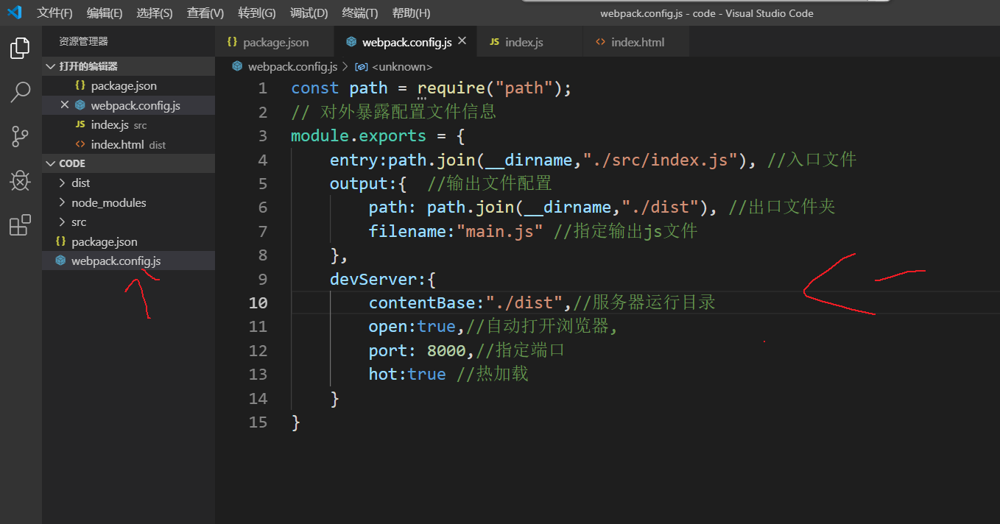 文件(F) 编辑(E) 选择(S) 查看(V) 转到(G) 调试(D) 终端(T) 帮助(H) webpack.config.js - code - Visual Studio Code
资源管理器
打开的编辑器
{} package.json
webpack.config.js
JS index.js src
<> index.html dist
CODE
dist
node_modules
src
{} package.json
webpack.config.js
{} package.json webpack.config.js JS index.js <> index.html
webpack.config.js > <unknown>
1 const path = require("path");
2 // 对外暴露配置文件信息
3 module.exports = {
4 entry:path.join(__dirname,"./src/index.js"), //入口文件
5 output:{ //输出文件配置
6 path: path.join(__dirname,"./dist"), //出口文件夹
7 filename:"main.js" //指定输出js文件
8 },
9 devServer:{
10 contentBase:"./dist",//服务器运行目录
11 open:true,//自动打开浏览器,
12 port: 8000,//指定端口
13 hot:true //热加载
14 }
15 }